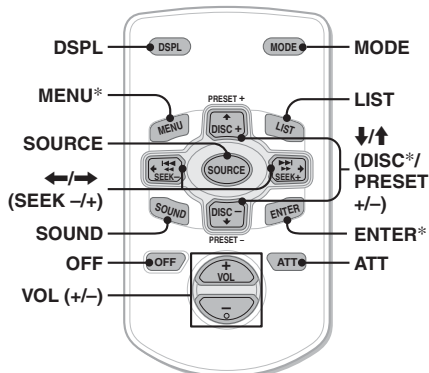 DSPL
DSPL
MODE
MODE
MENU*
PRESET +
LIST
MENU
DISC +
LIST
SOURCE
SOURCE
↓/↑
(DISC*/
PRESET
+/–)
←/→
(SEEK –/+)
SEEK–
SEEK+
SOUND
SOUND
DISC –
ENTER
ENTER*
PRESET –
OFF
OFF
ATT
ATT
VOL (+/–)
+
VOL
–